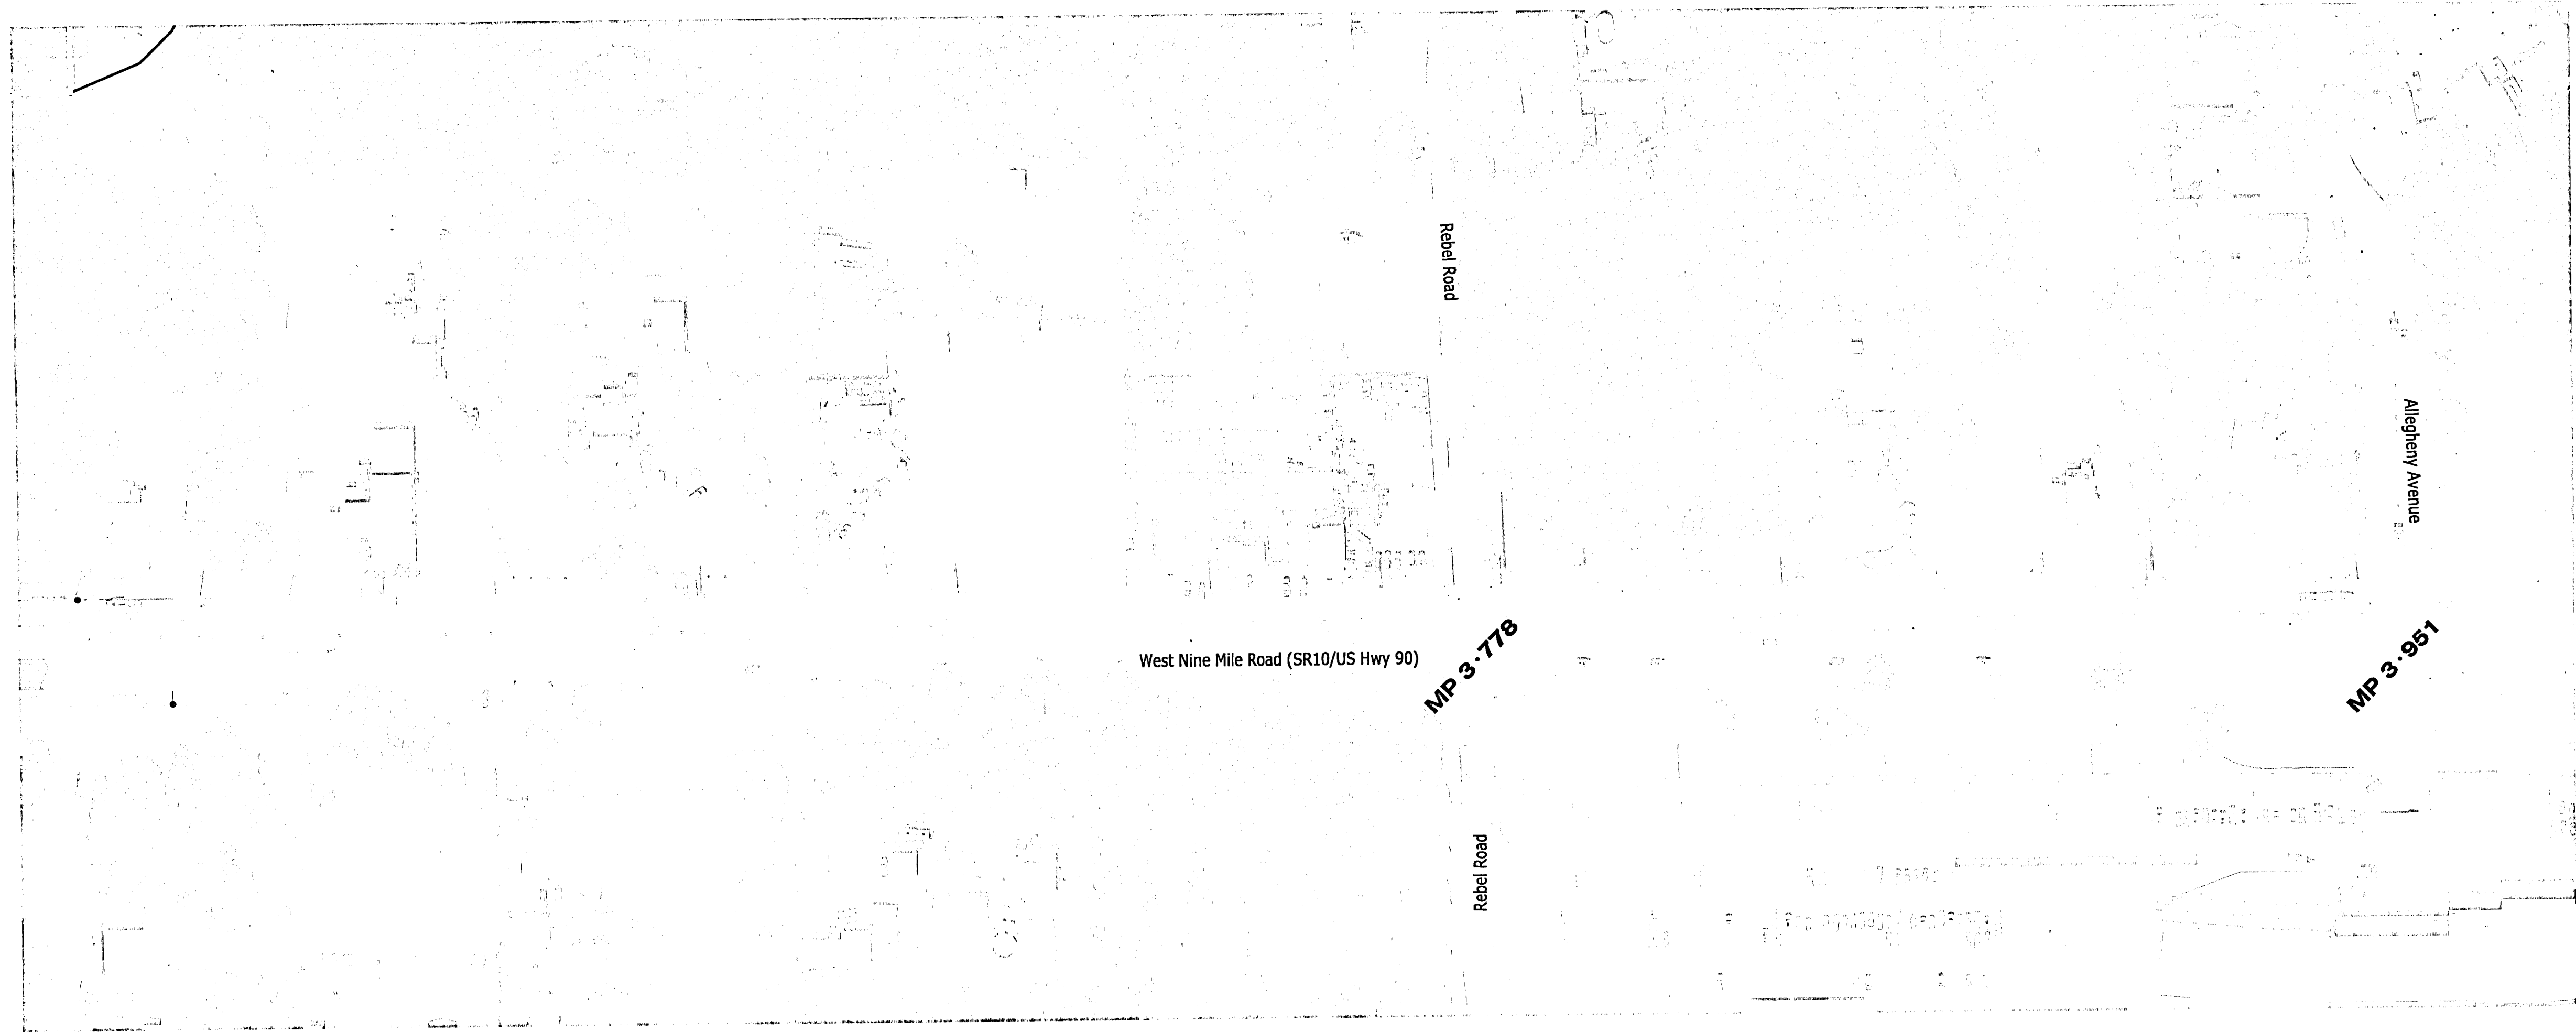 Rebel Road
Allegheny Avenue
West Nine Mile Road (SR10/US Hwy 90)
MP 3.778
MP 3.951
Rebel Road